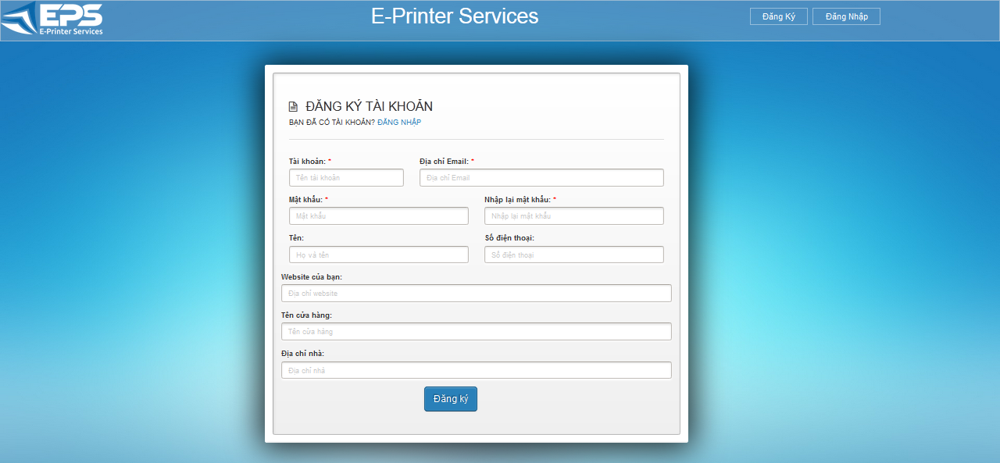 EPS
E-Printer Services
E-Printer Services
Đăng Ký
Đăng Nhập
ĐĂNG KÝ TÀI KHOẢN
BẠN ĐÃ CÓ TÀI KHOẢN? ĐĂNG NHẬP
Tài khoản: *
Địa chỉ Email: *
Tên tài khoản
Địa chỉ Email
Mật khẩu: *
Nhập lại mật khẩu: *
Mật khẩu
Nhập lại mật khẩu
Tên:
Số điện thoại:
Họ và tên
Số điện thoại
Website của bạn:
Địa chỉ website
Tên cửa hàng:
Tên cửa hàng
Địa chỉ nhà:
Địa chỉ nhà
Đăng ký